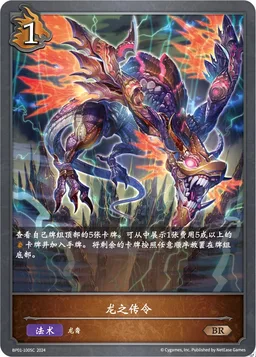 1
查看自己牌组顶部的5张卡牌。可从中展示1张费用5或以上的
卡牌并加入手牌。将剩余的卡牌按照任意顺序放置在牌组
底部。
龙之传令
法术
龙族
BR
BP01-100SC 2024
© Cygames, Inc. Published by NetEase Games